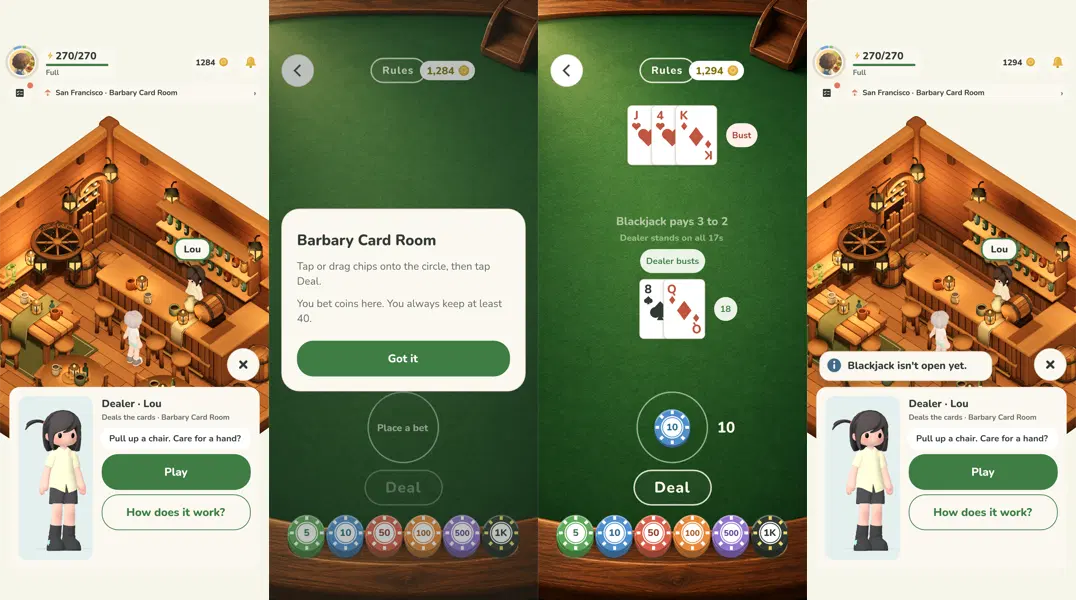 270/270
Full
1284
San Francisco · Barbary Card Room
Lou
Dealer · Lou
Deals the cards · Barbary Card Room
Pull up a chair. Care for a hand?
Play
How does it work?
Rules
1,284
Barbary Card Room
Tap or drag chips onto the circle, then tap
Deal.
You bet coins here. You always keep at least
40.
Got it
Place a bet
Deal
5 10 50 100 500 1K
Rules
1,294
J 4 K
K
Bust
Blackjack pays 3 to 2
Dealer stands on all 17s
Dealer busts
8 Q
Q
18
10 10
Deal
5 10 50 100 500 1K
270/270
Full
1294
San Francisco · Barbary Card Room
Lou
Blackjack isn't open yet.
Dealer · Lou
Deals the cards · Barbary Card Room
Pull up a chair. Care for a hand?
Play
How does it work?